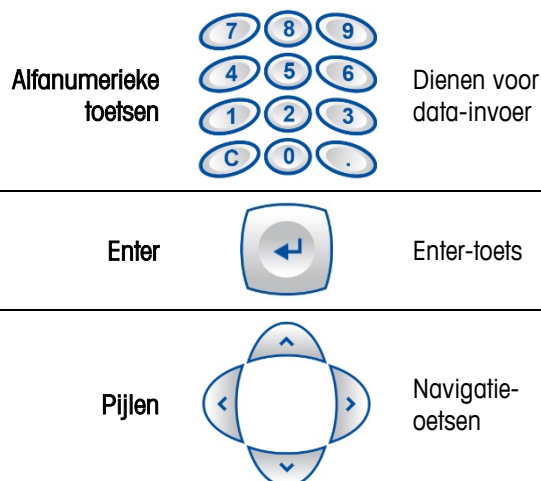 7 8 9
4 5 6
1 2 3
C 0 .
Alfanumerieke
toetsen
Dienen voor
data-invoer
Enter
Enter-toets
Pijlen
Navigatie-
oetsen